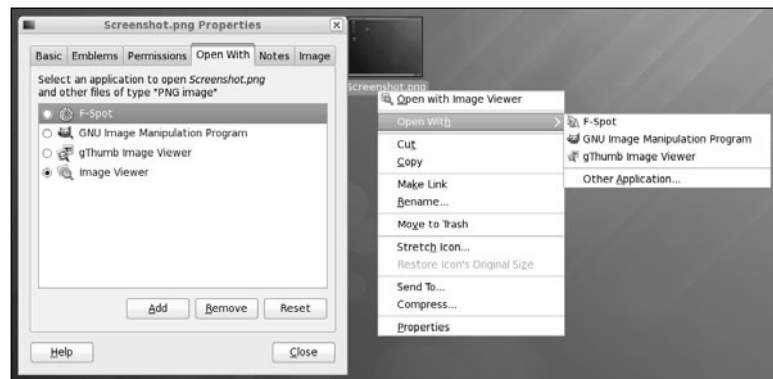 Screenshot.png Properties
Basic Emblems Permissions Open With Notes Image
Select an application to open Screenshot.png
and other files of type "PNG image"
F-Spot
GNU Image Manipulation Program
gThumb Image Viewer
Image Viewer
Add Remove Reset
Help Close
Screenshot.png
Open with Image Viewer
Open With
Cut
Copy
Make Link
Rename...
Move to Trash
Stretch Icon...
Restore Icon's Original Size
Send To...
Compress...
Properties
F-Spot
GNU Image Manipulation Program
gThumb Image Viewer
Other Application...